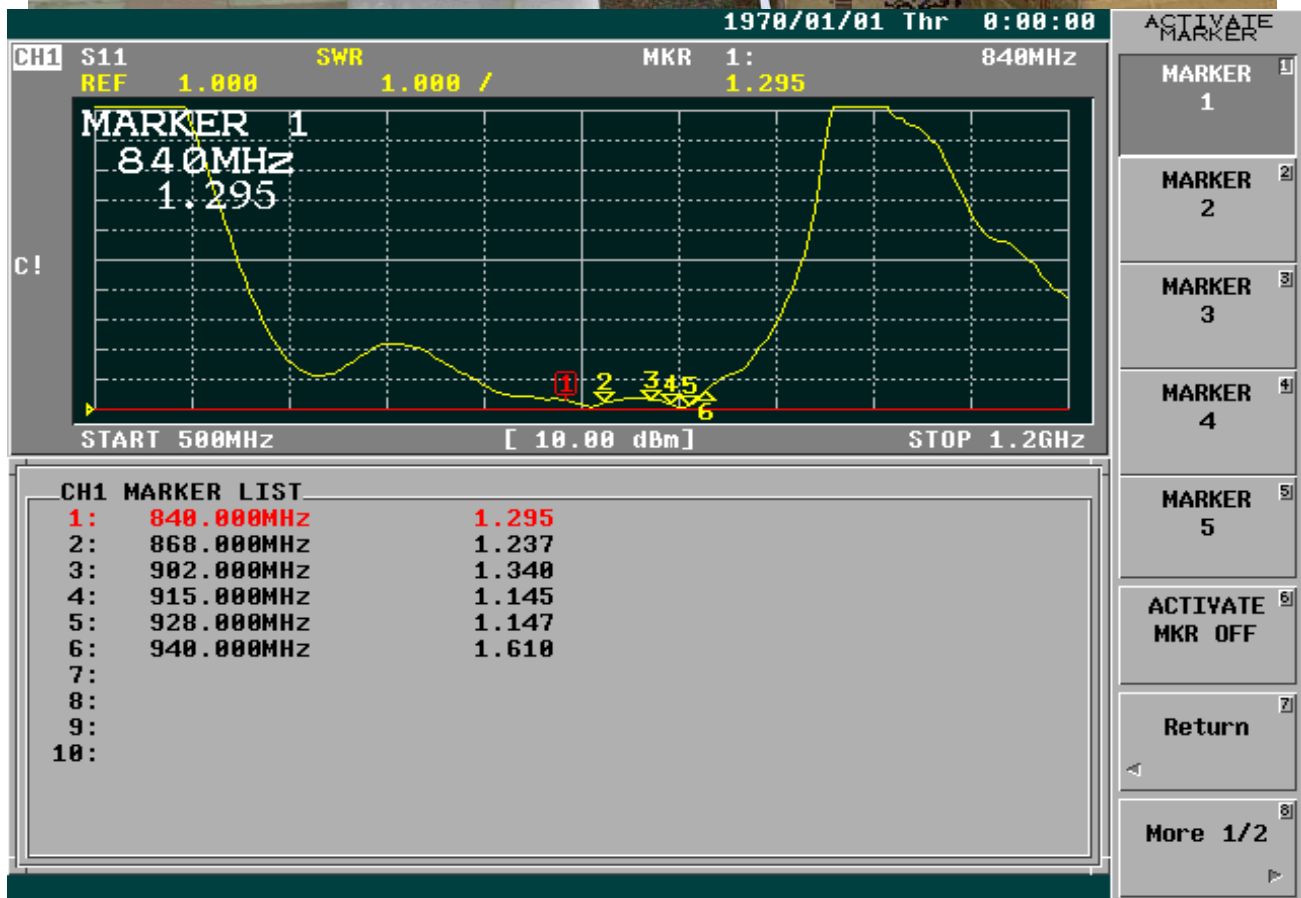 1970/01/01 Thr 0:00:00
CH1 S11 SWR MKR 1: 840MHz
REF 1.000 1.000 / 1.295
MARKER 1
840MHz
1.295
C!
1 2 3 4 5
6
START 500MHz [ 10.00 dBm] STOP 1.2GHz
CH1 MARKER LIST
1: 840.000MHz 1.295
2: 868.000MHz 1.237
3: 902.000MHz 1.340
4: 915.000MHz 1.145
5: 928.000MHz 1.147
6: 940.000MHz 1.610
7:
8:
9:
10:
ACTIVATE
MARKER
MARKER 1
1
MARKER 2
2
MARKER 3
3
MARKER 4
4
MARKER 5
5
ACTIVATE 6
MKR OFF
7
Return
8
More 1/2